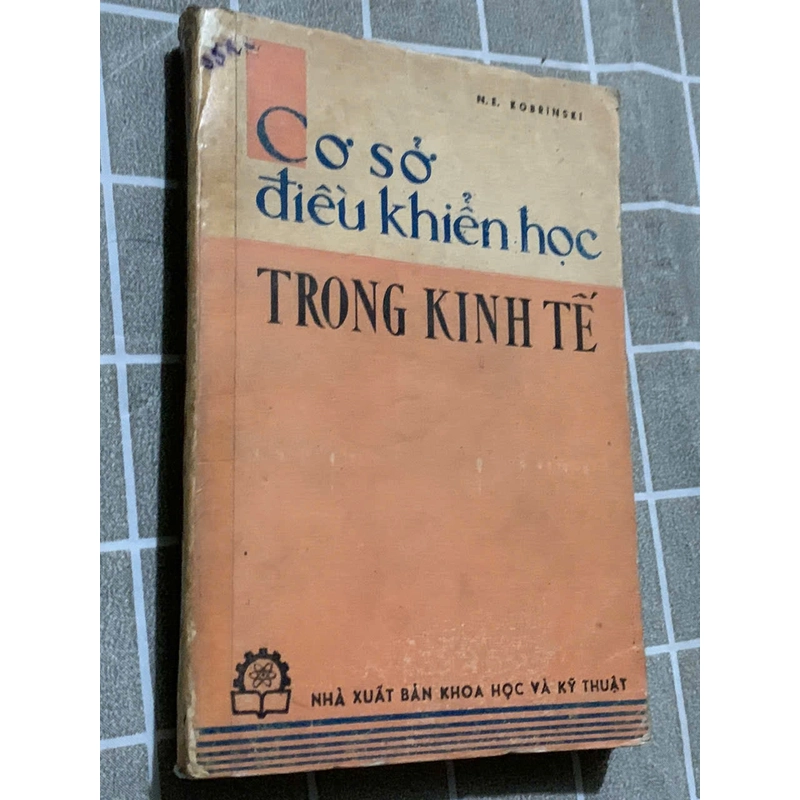 N.E. KOBRINSKI
Cơ sở
điều khiển học
TRONG KINH TẾ
NHÀ XUẤT BẢN KHOA HỌC VÀ KỸ THUẬT